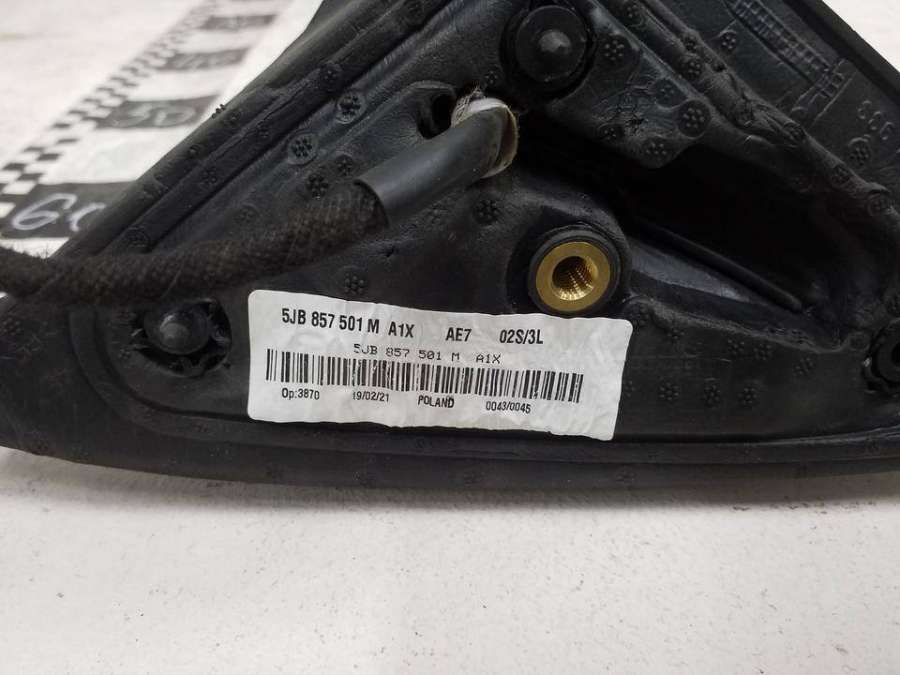 5JB 857 501 M A1X AE7 02S/3L
5JB 857 501 M A1X
Op:3870 19/02/21 POLAND 0043/0045